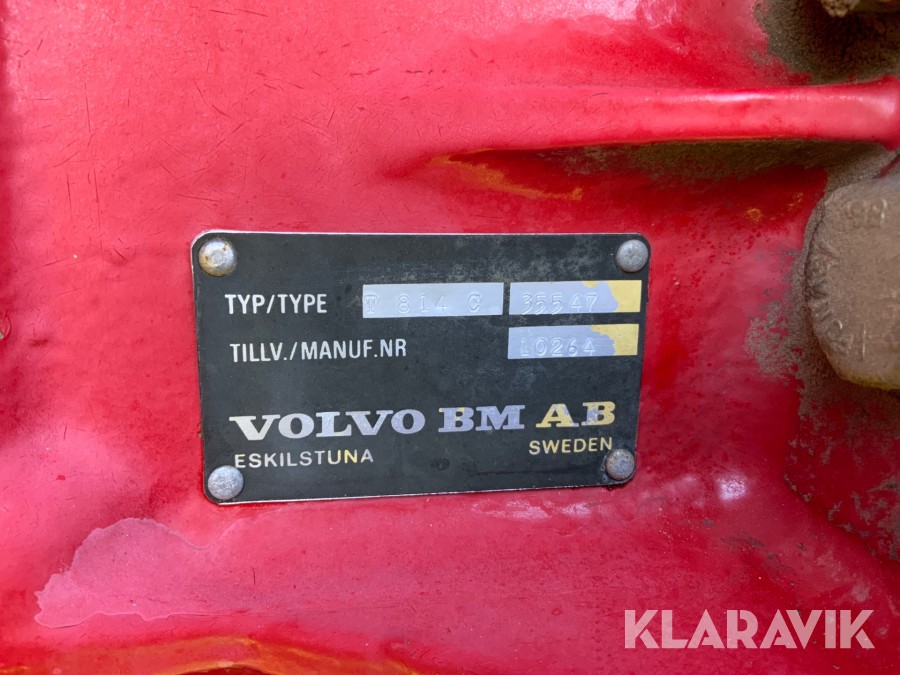 TYP/TYPE T 814 C 35547
TILLV./MANUF.NR 10264
VOLVO BM AB
ESKILSTUNA SWEDEN
KLARAVIK